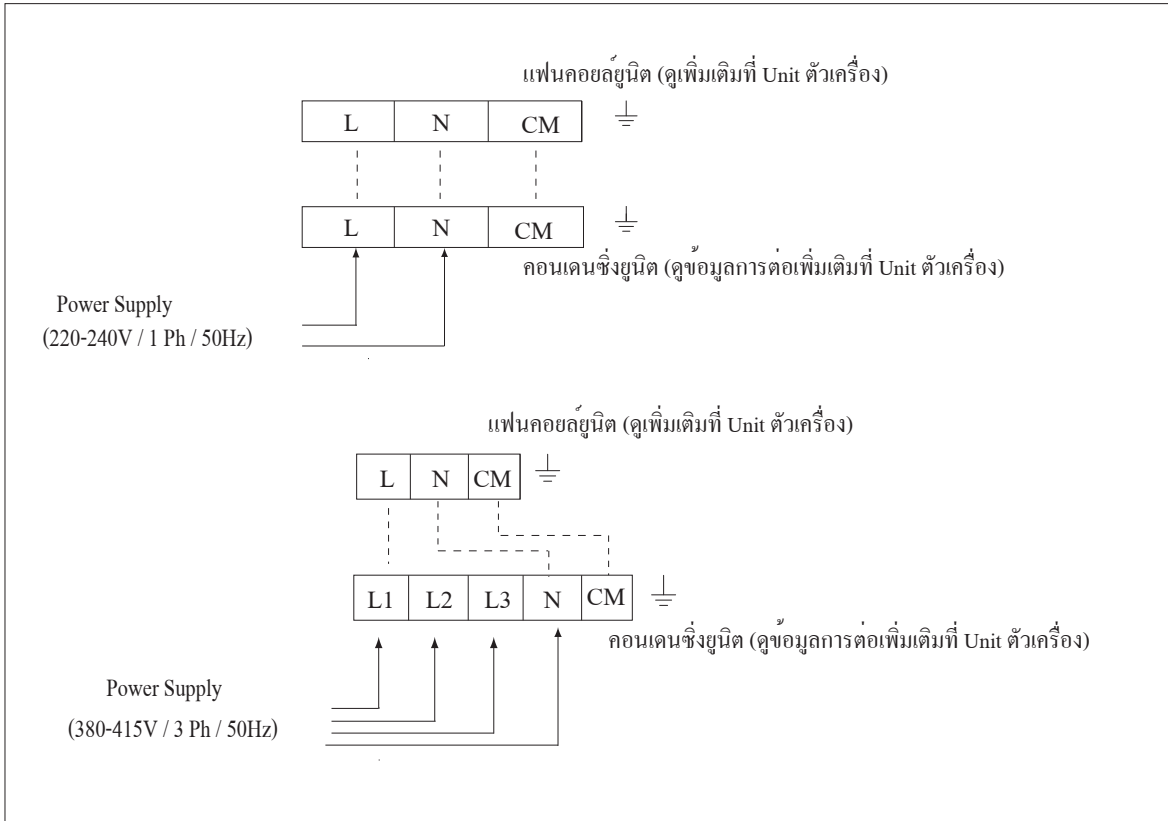 แฟนคอยล์ยูนิต (ดูเพิ่มเติมที่ Unit ตัวเครื่อง)
L N CM
L N CM
คอนเดนซิ่งยูนิต (ดูข้อมูลการต่อเพิ่มเติมที่ Unit ตัวเครื่อง)
Power Supply
(220-240V / 1 Ph / 50Hz)
แฟนคอยล์ยูนิต (ดูเพิ่มเติมที่ Unit ตัวเครื่อง)
L N CM
L1 L2 L3 N CM
คอนเดนซิ่งยูนิต (ดูข้อมูลการต่อเพิ่มเติมที่ Unit ตัวเครื่อง)
Power Supply
(380-415V / 3 Ph / 50Hz)